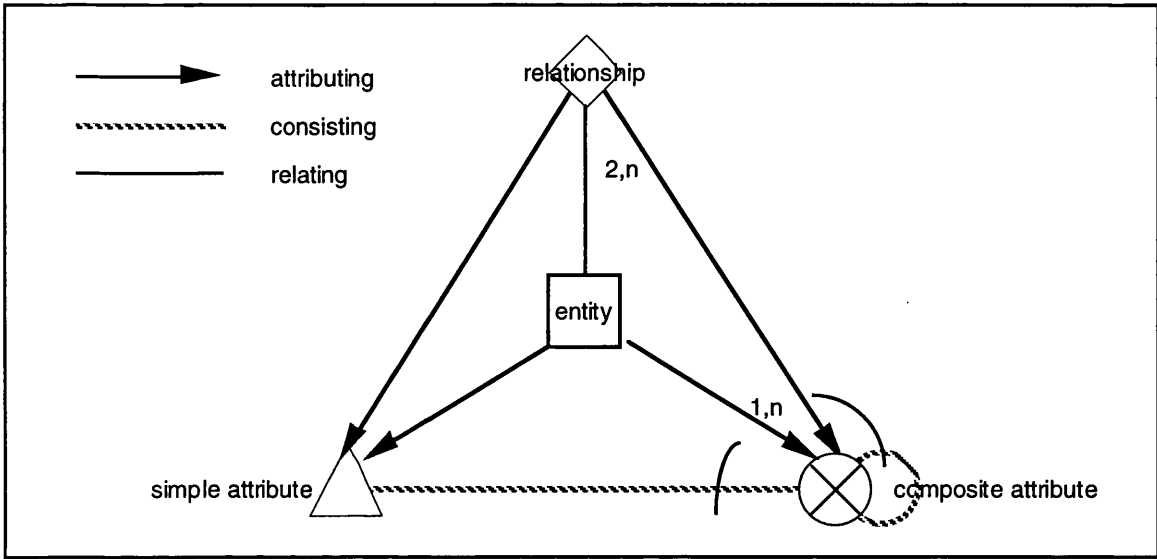 relationship
attributing
consisting
relating
2,n
entity
1,n
simple attribute
composite attribute